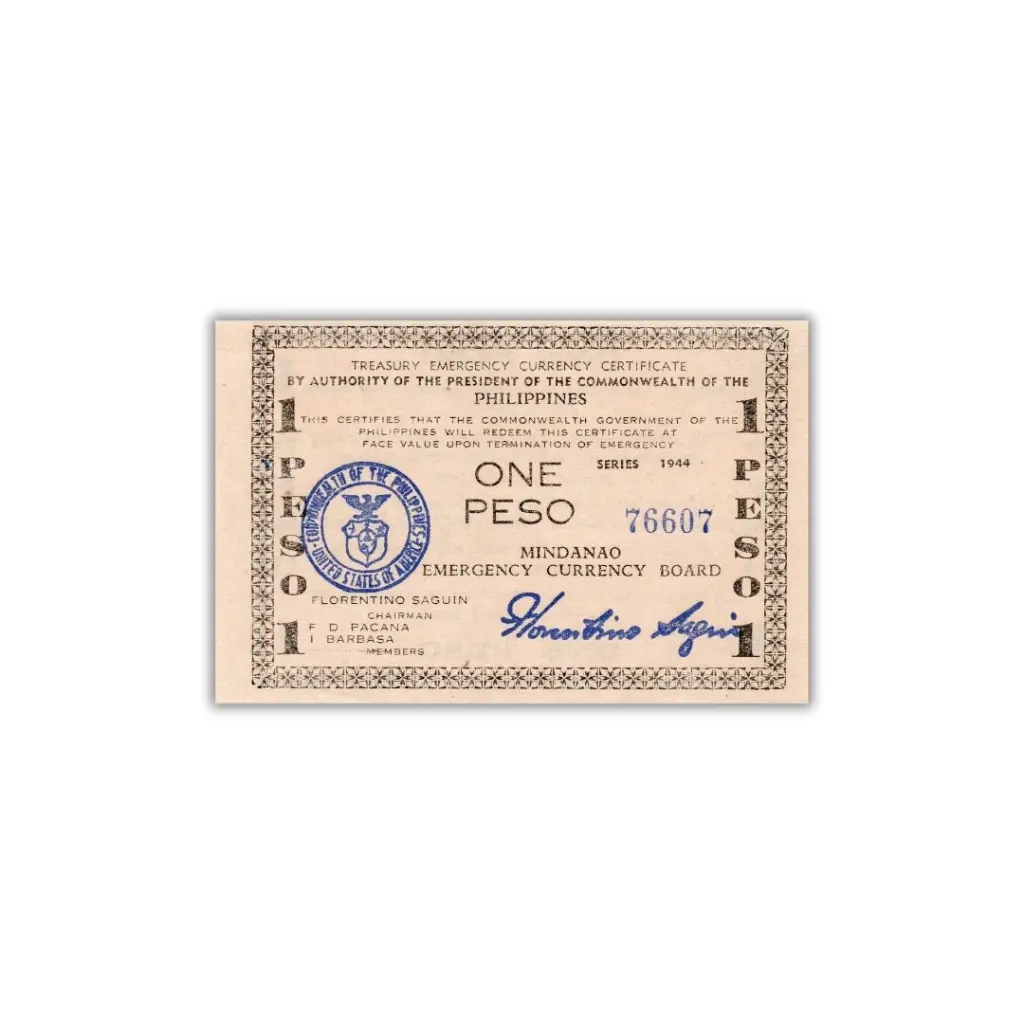 TREASURY EMERGENCY CURRENCY CERTIFICATE
BY AUTHORITY OF THE PRESIDENT OF THE COMMONWEALTH OF THE
PHILIPPINES
THIS CERTIFIES THAT THE COMMONWEALTH GOVERNMENT OF THE
PHILIPPINES WILL REDEEM THIS CERTIFICATE AT
FACE VALUE UPON TERMINATION OF EMERGENCY
1 PESO 1
ONE
PESO
SERIES 1944
76607
COMMONWEALTH OF THE PHILIPPINES
UNITED STATES OF AMERICA
MINDANAO
EMERGENCY CURRENCY BOARD
FLORENTINO SAGUIN
CHAIRMAN
F D PACANA
I BARBASA
MEMBERS
Florentino Saguin
1 PESO 1